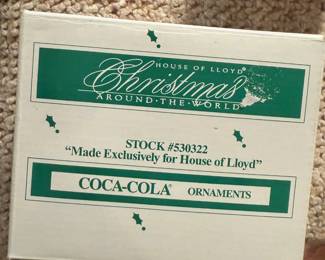 HOUSE OF LLOYD®
Christmas
AROUND·THE·WORLD
STOCK #530322
"Made Exclusively for House of Lloyd"
COCA-COLA® ORNAMENTS